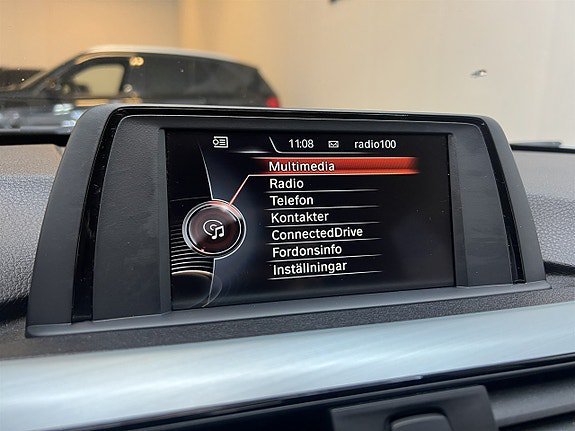 11:08 radio100
Multimedia
Radio
Telefon
Kontakter
ConnectedDrive
Fordonsinfo
Inställningar